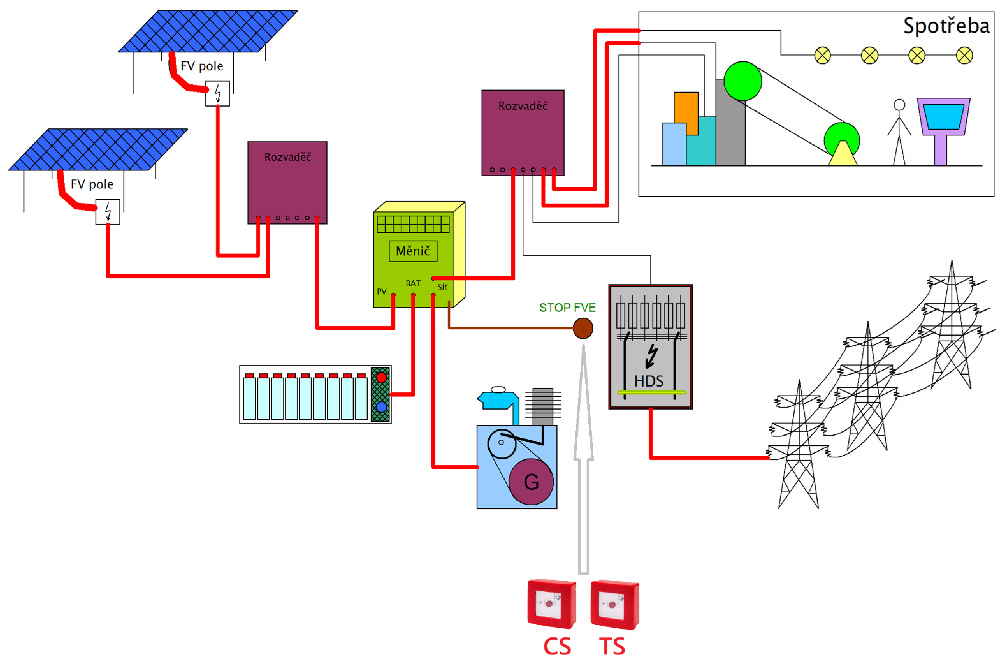 Spotřeba
FV pole
Rozvaděč
Rozvaděč
FV pole
Měnič
BAT
Síť
PV
STOP FVE
HDS
G
CS
TS